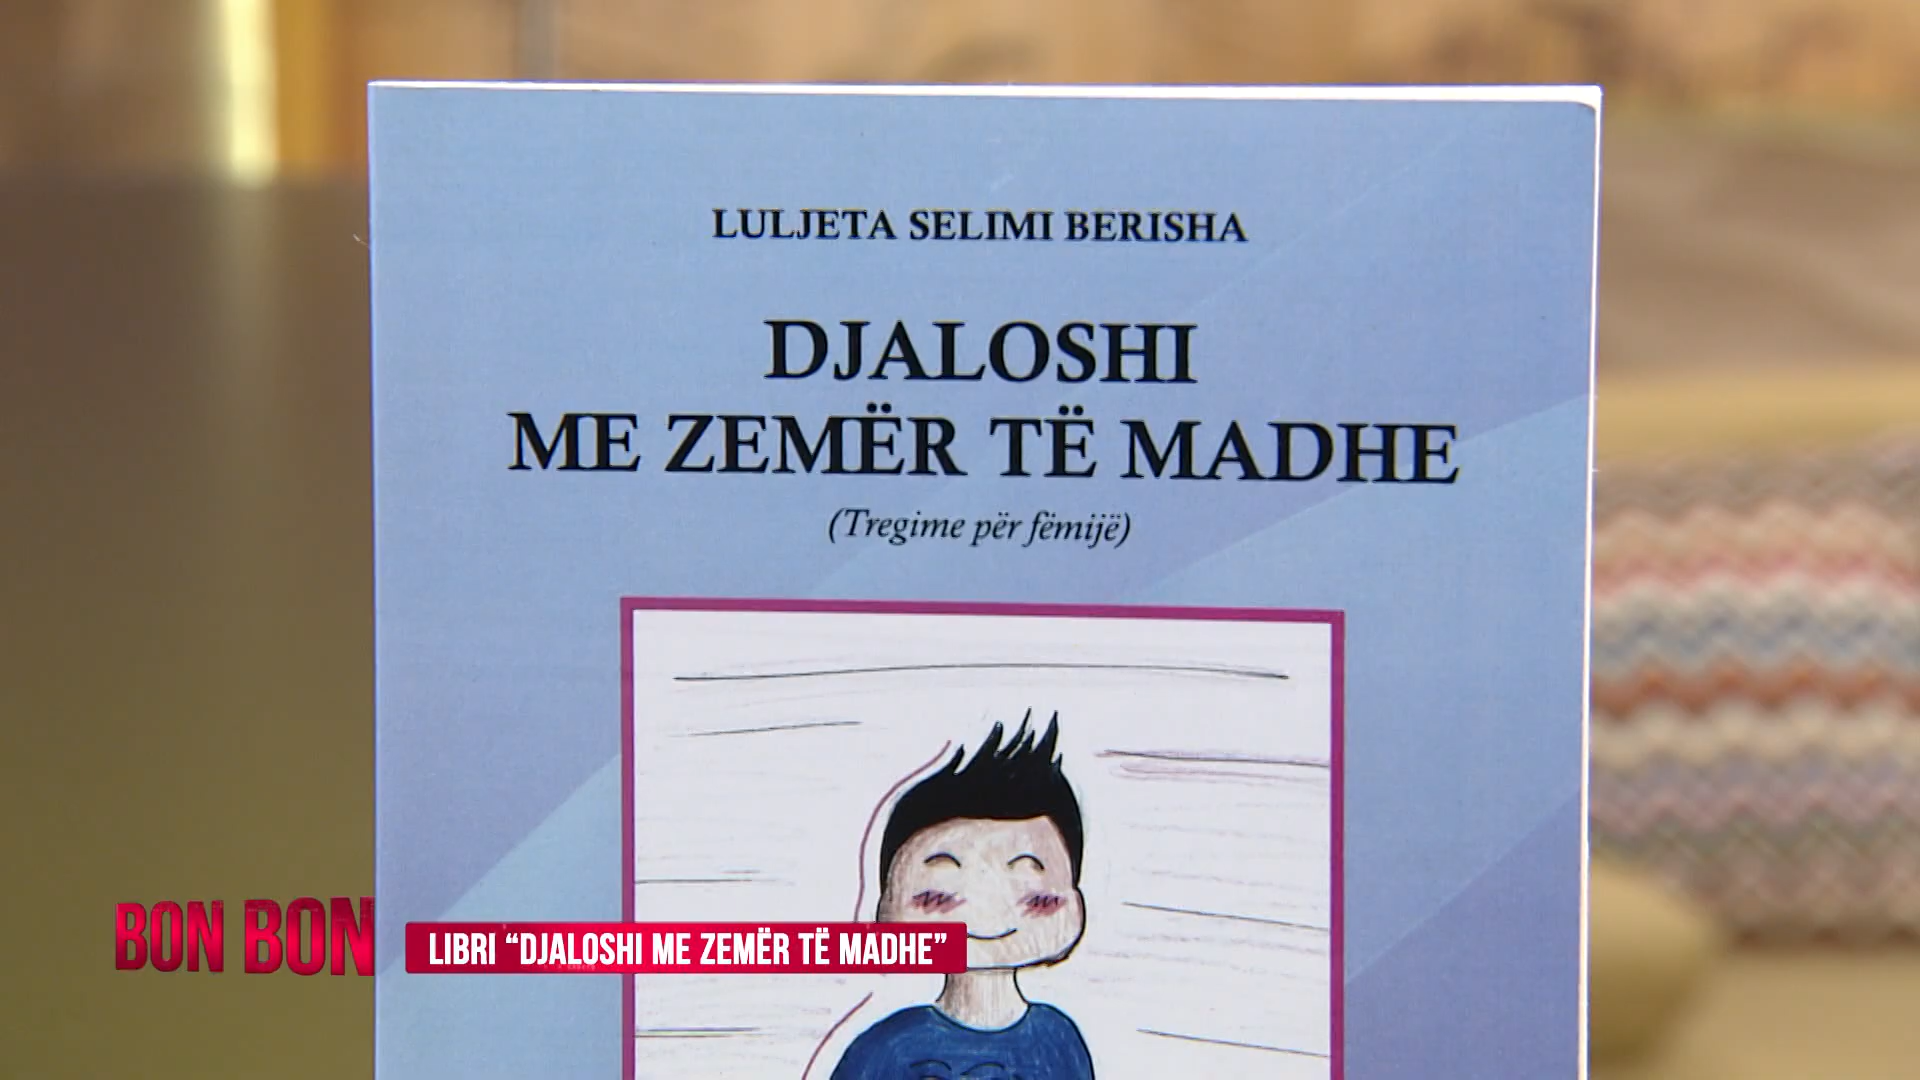 LULJETA SELIMI BERISHA
DJALOSHI
ME ZEMËR TË MADHE
(Tregime për fëmijë)
BON BON
LIBRI “DJALOSHI ME ZEMËR TË MADHE”